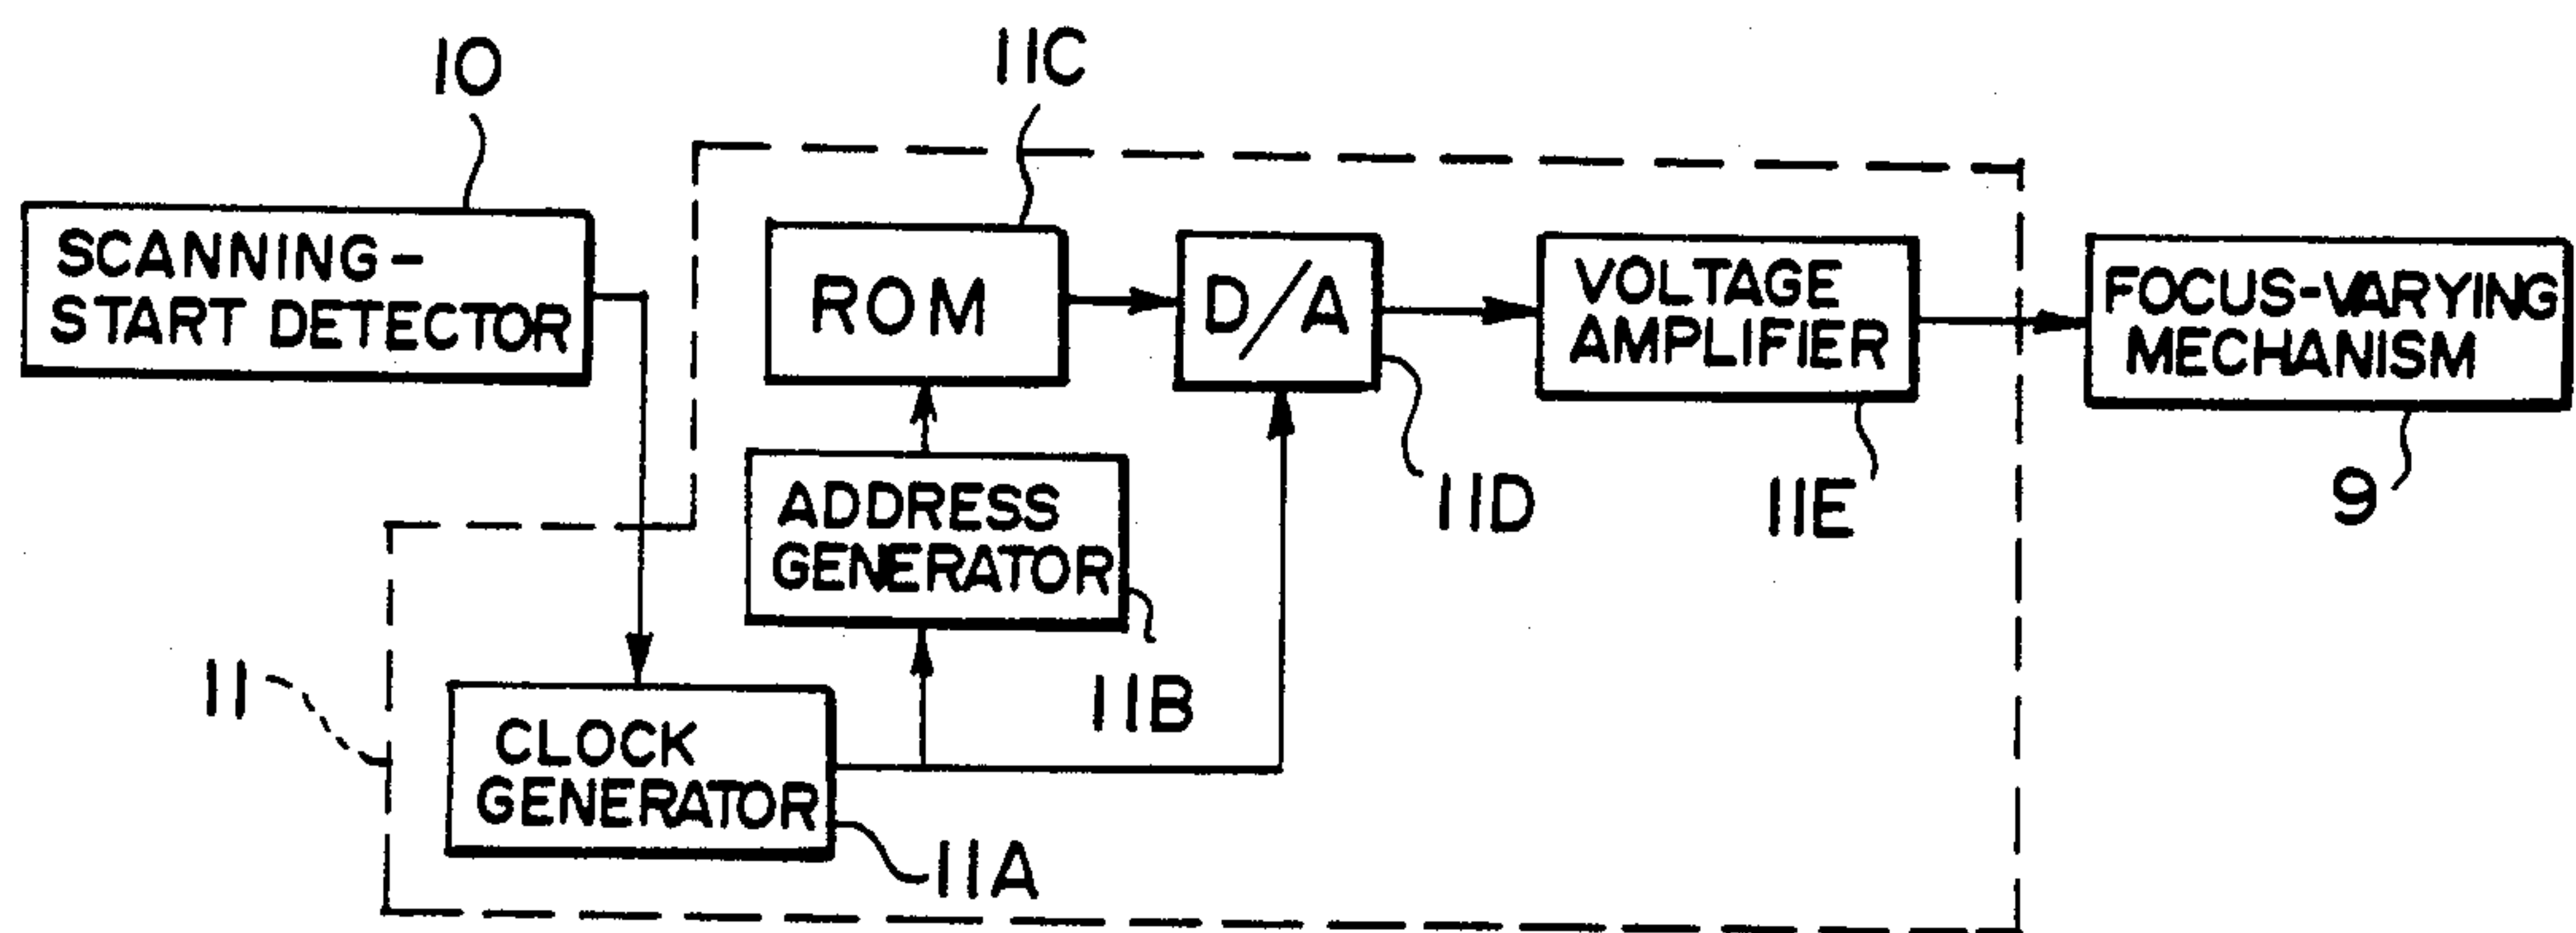 10
11C
SCANNING-
START DETECTOR
ROM
D/A
VOLTAGE
AMPLIFIER
FOCUS-VARYING
MECHANISM
ADDRESS
GENERATOR
11D
11E
9
11
11B
CLOCK
GENERATOR
11A